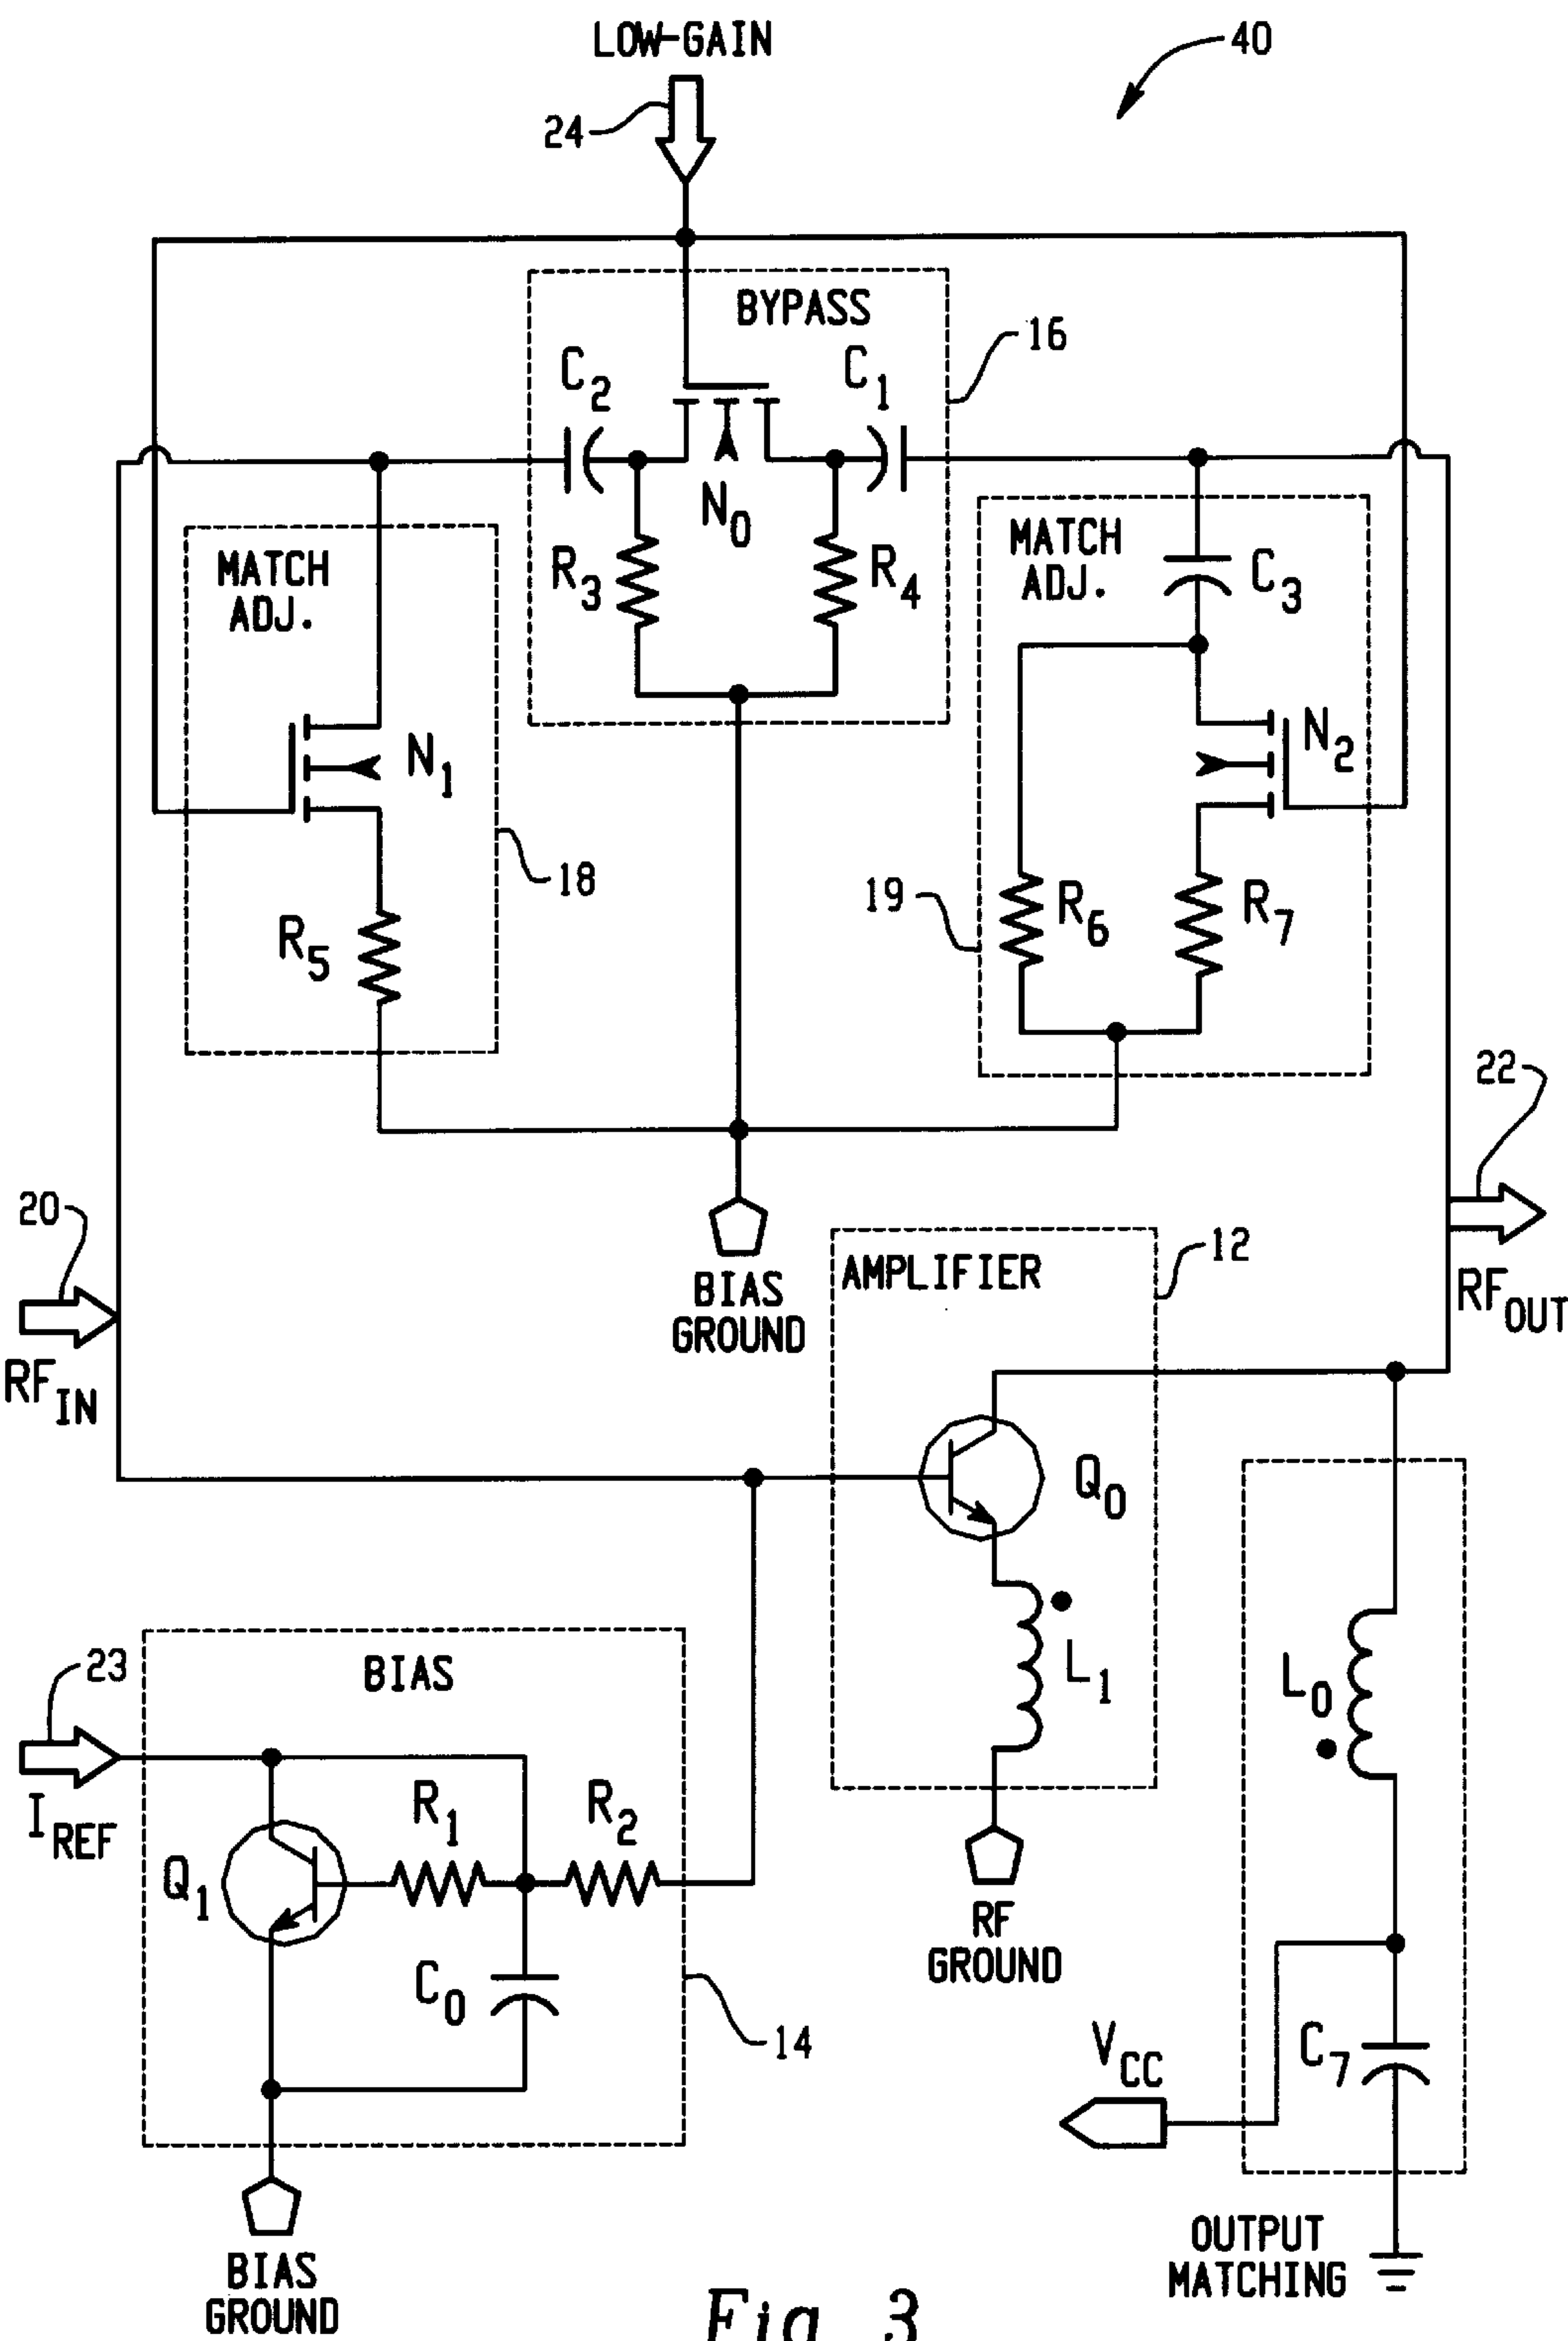 LOW-GAIN
40
24
BYPASS
16
C2
C1
N0
R3
R4
MATCH
ADJ.
MATCH
ADJ.
C3
N1
N2
18
19
R5
R6
R7
22
20
BIAS
GROUND
AMPLIFIER
12
RFOUT
RFIN
Q0
23
BIAS
L1
L0
IREF
R1
R2
Q1
C0
RF
GROUND
14
VCC
C7
BIAS
GROUND
OUTPUT
MATCHING
Fig. 3